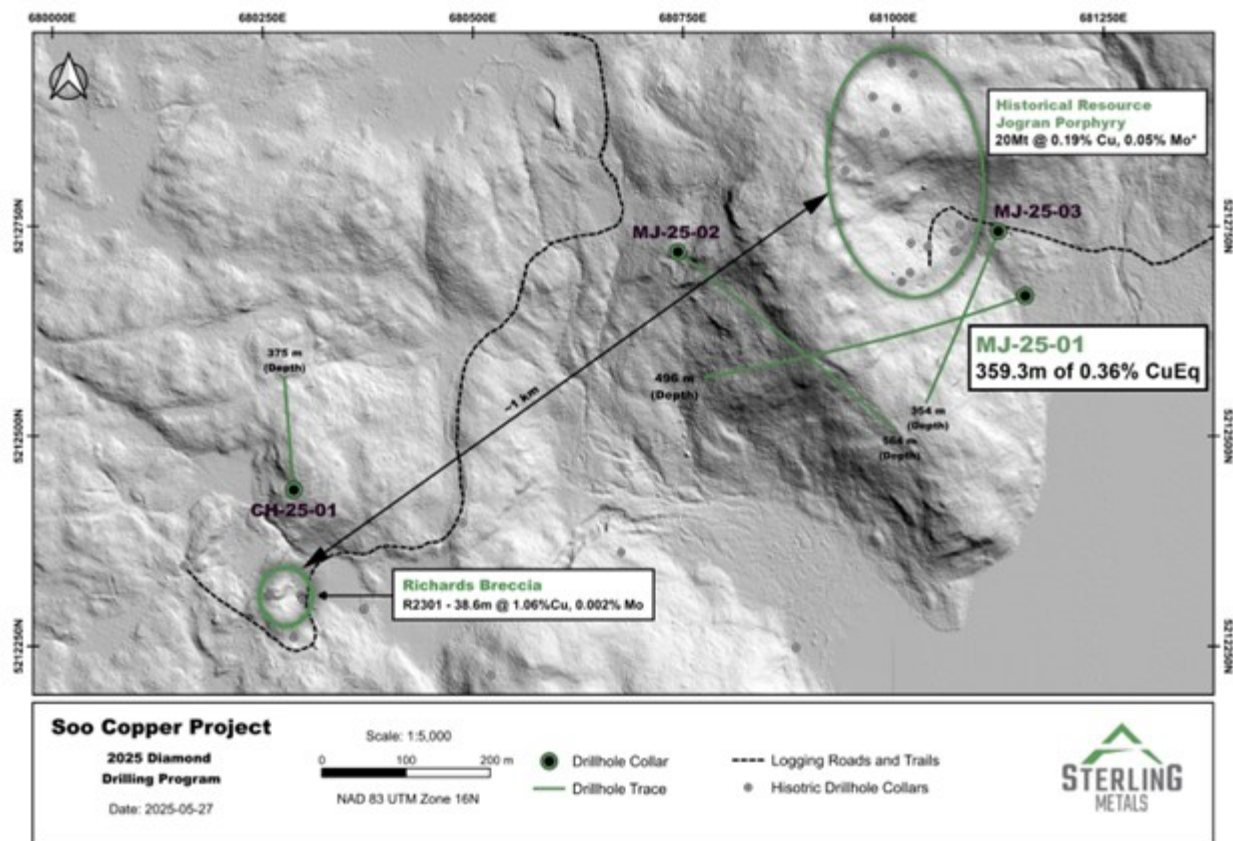 680000E
680250E
680500E
680750E
681000E
681250E
Historical Resource
Jogran Porphyry
20Mt @ 0.19% Cu, 0.05% Mo*
5212750N
MJ-25-02
MJ-25-03
5212750N
MJ-25-01
359.3m of 0.36% CuEq
375 m
(Depth)
496 m
(Depth)
~1 km
354 m
(Depth)
564 m
(Depth)
5212500N
5212500N
CH-25-01
Richards Breccia
R2301 - 38.6m @ 1.06%Cu, 0.002% Mo
5212250N
5212250N
Soo Copper Project
2025 Diamond
Drilling Program
Date: 2025-05-27
Scale: 1:5,000
0 100 200 m
NAD 83 UTM Zone 16N
Drillhole Collar
Drillhole Trace
Logging Roads and Trails
Hisotric Drillhole Collars
STERLING
METALS